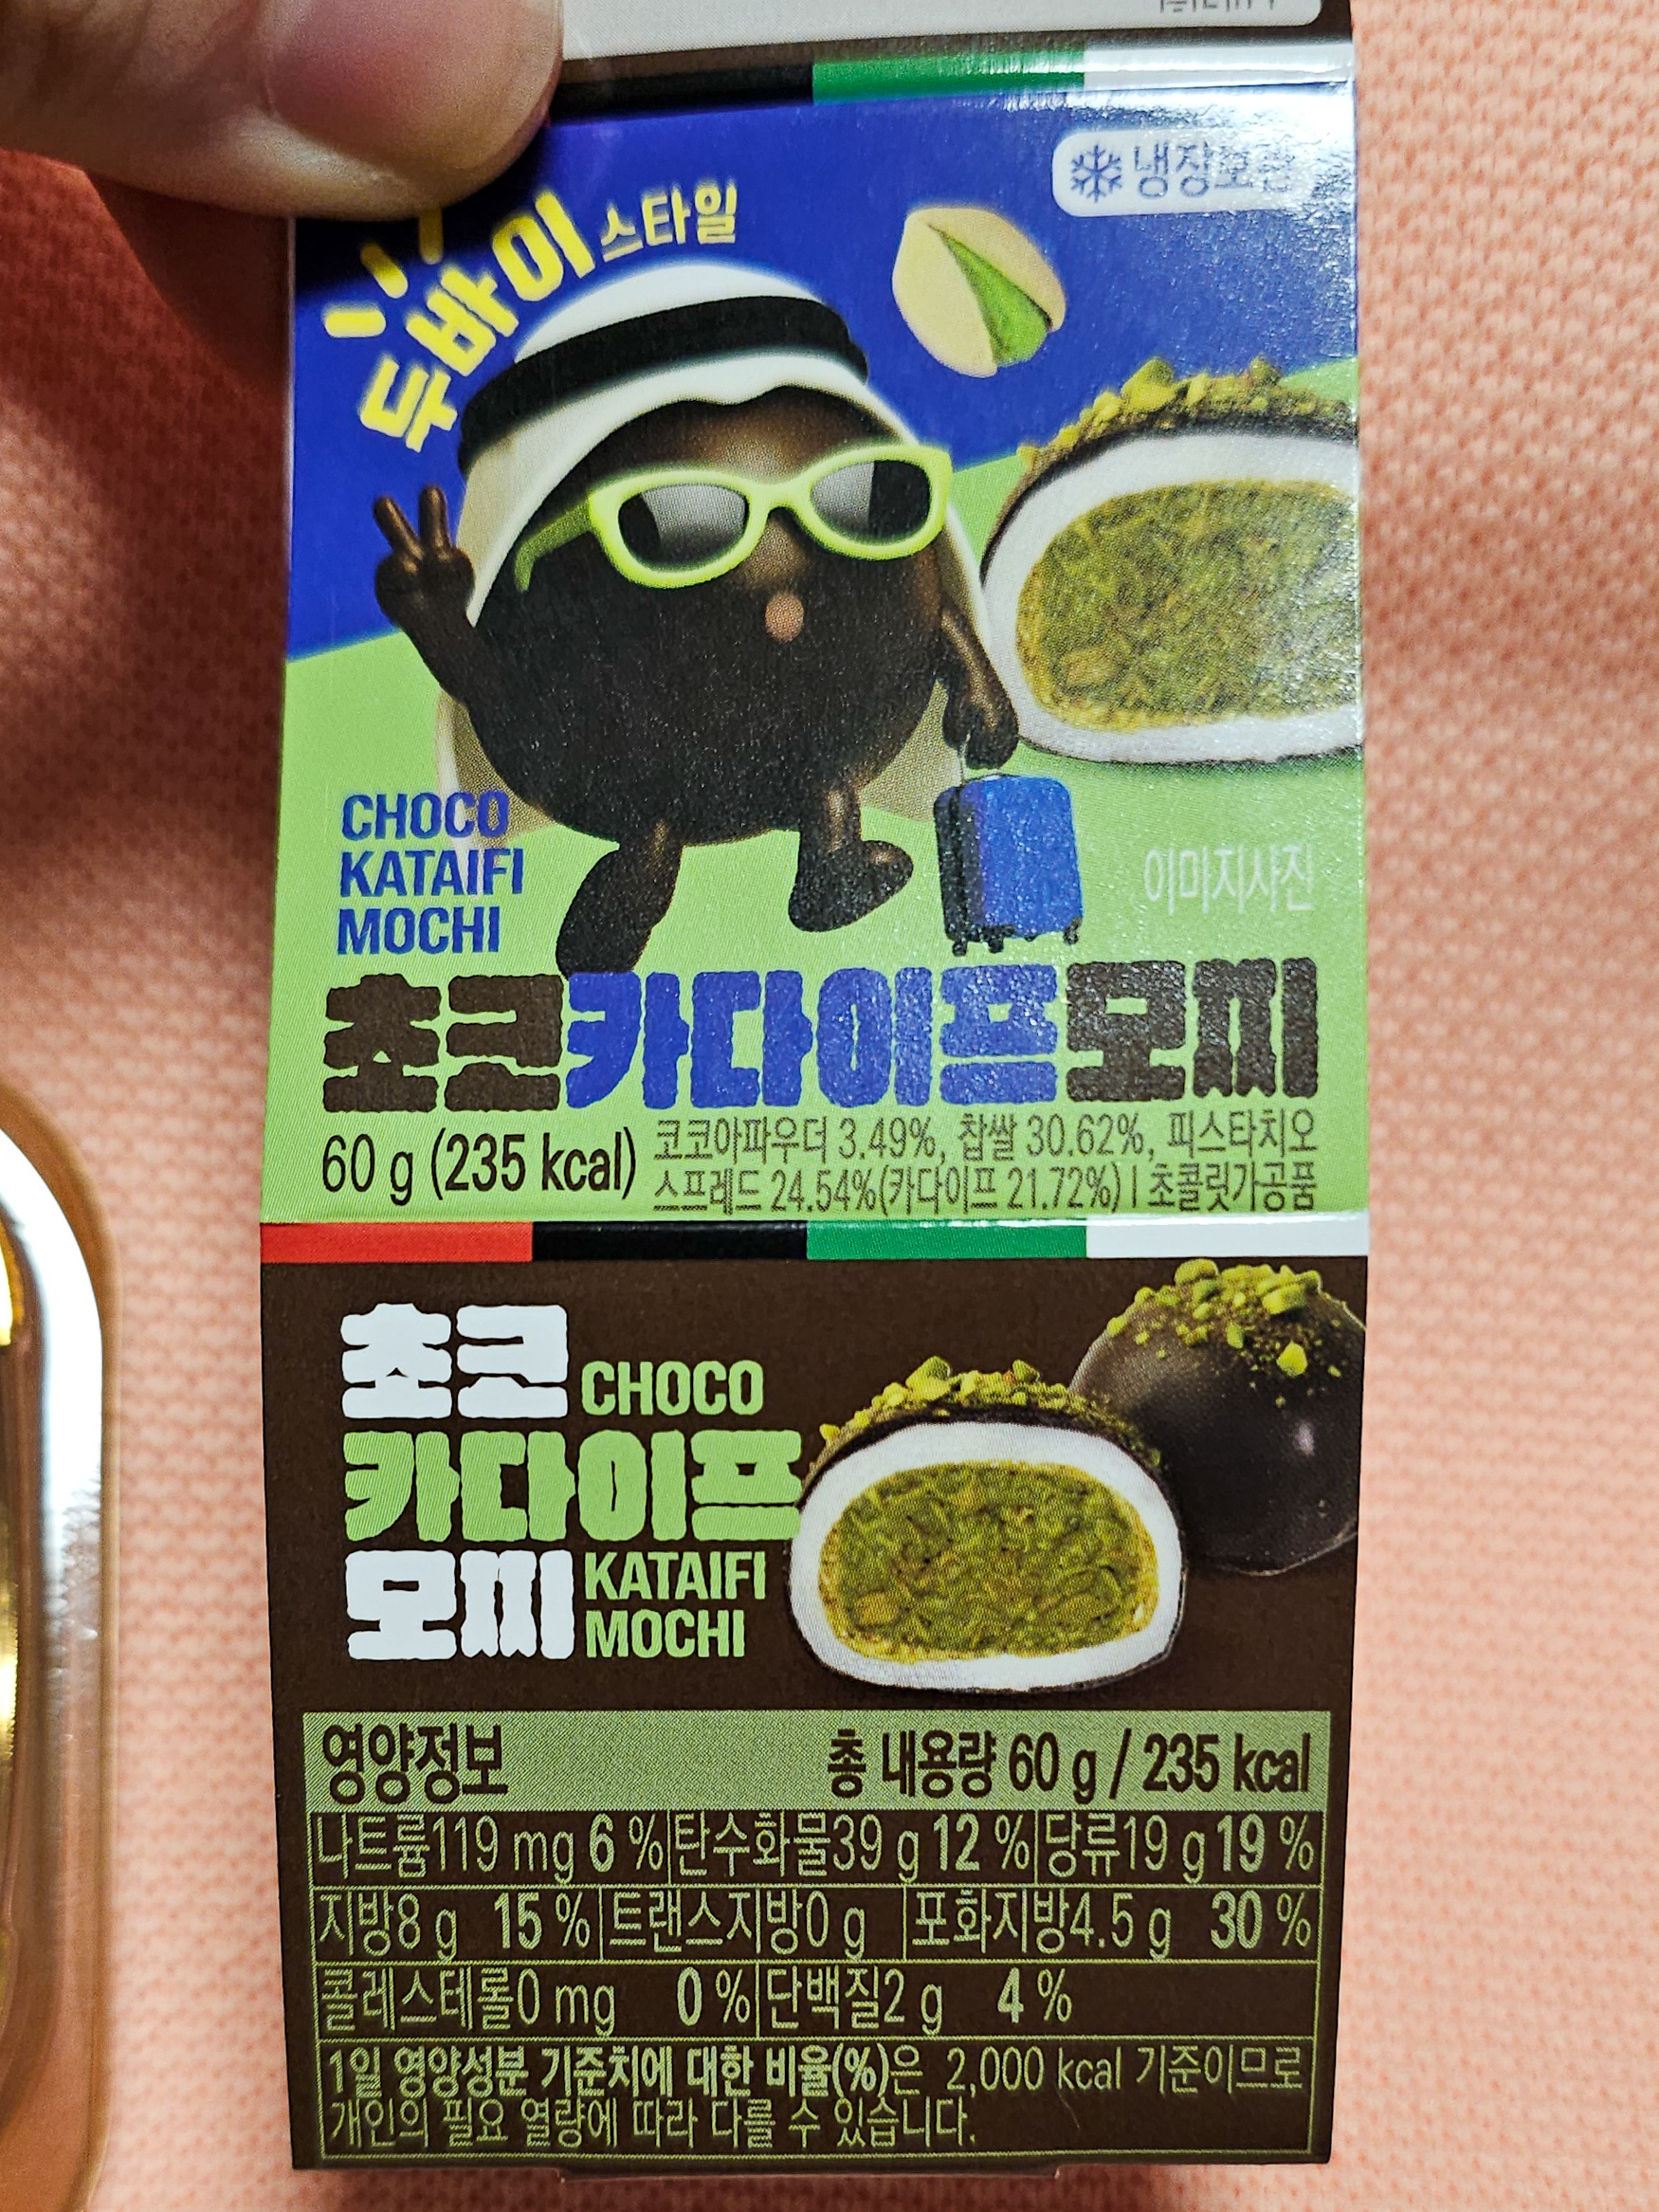 냉장보관
두바이 스타일
CHOCO
KATAIFI
MOCHI
이미지사진
초코카다이프모찌
60 g (235 kcal) 코코아파우더 3.49%, 찹쌀 30.62%, 피스타치오
스프레드 24.54%(카다이프 21.72%) | 초콜릿가공품
초코 CHOCO
카다이프
모찌 KATAIFI
MOCHI
영양정보 총 내용량 60 g / 235 kcal
나트륨119 mg 6 % 탄수화물39 g 12 % 당류19 g 19 %
지방8 g 15 % 트랜스지방0 g 포화지방4.5 g 30 %
콜레스테롤0 mg 0 % 단백질2 g 4 %
1일 영양성분 기준치에 대한 비율(%)은 2,000 kcal 기준이므로
개인의 필요 열량에 따라 다를 수 있습니다.